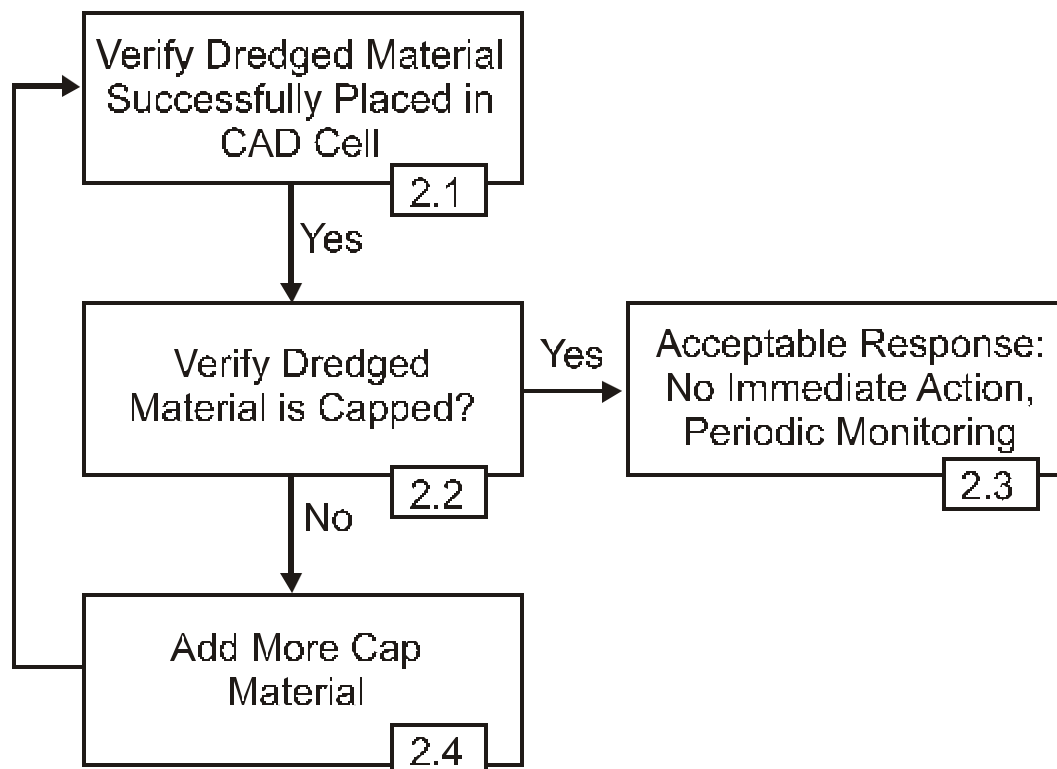 Verify Dredged Material
Successfully Placed in
CAD Cell
2.1
Yes
Verify Dredged
Material is Capped?
2.2
Yes
Acceptable Response:
No Immediate Action,
Periodic Monitoring
2.3
No
Add More Cap
Material
2.4